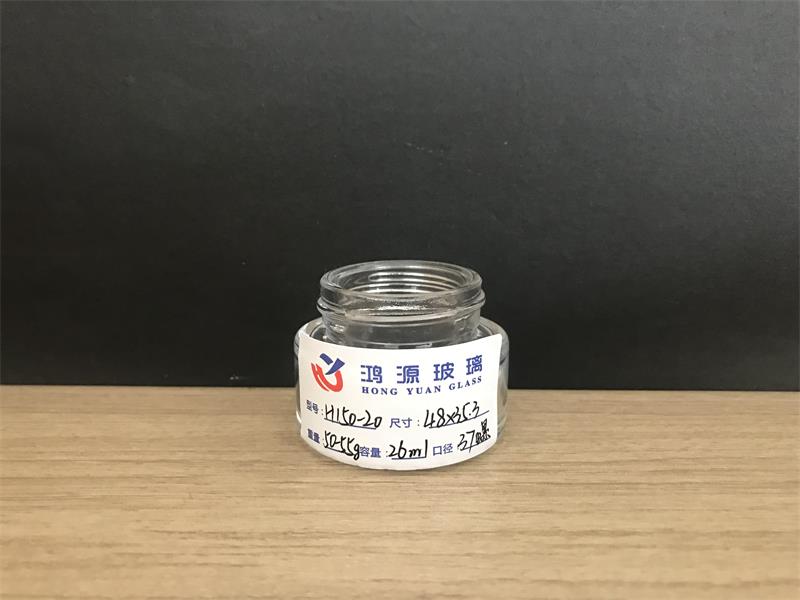 鸿源玻璃
HONG YUAN GLASS
型号:H150-20 尺寸:48x35.3
重量:50-55g 容量:26ml 口径:37螺